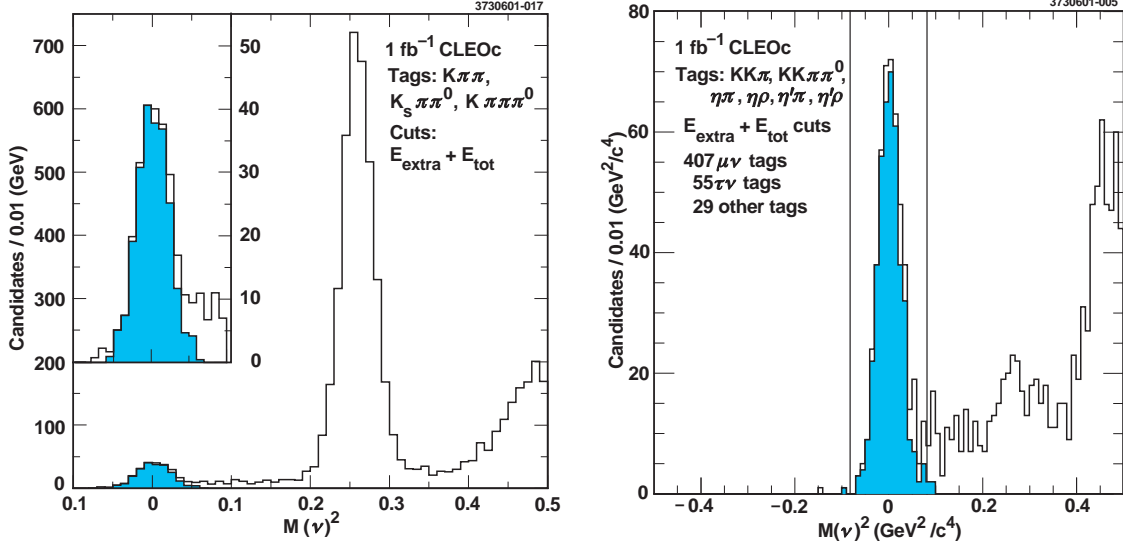 3730601-017
1 fb⁻¹ CLEOc
Tags: Kππ,
K_s ππ⁰, K πππ⁰
Cuts:
E_extra + E_tot
Candidates / 0.01 (GeV)
700
600
500
400
300
200
100
0
50
40
30
20
10
0
0.1 0 0.1 0.2 0.3 0.4 0.5
M (ν)²
3730601-005
1 fb⁻¹ CLEOc
Tags: KKπ, KKππ⁰,
ηπ, ηρ, η'π, η'ρ
E_extra + E_tot cuts
407 μν tags
55τν tags
29 other tags
Candidates / 0.01 (GeV²/c⁴)
80
60
40
20
0
−0.4 −0.2 0 0.2 0.4
M(ν)² (GeV²/c⁴)